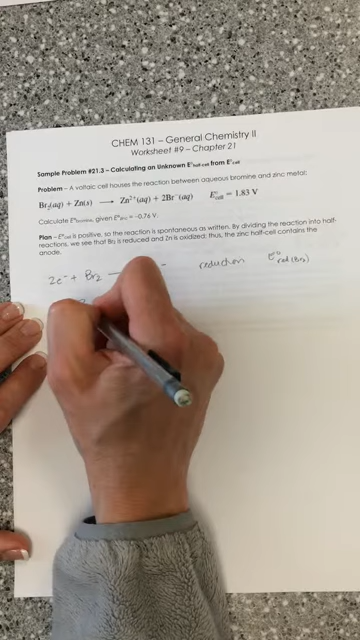 CHEM 131 – General Chemistry II
Worksheet #9 – Chapter 21
Sample Problem #21.3 – Calculating an Unknown E°half-cell from E°cell
Problem – A voltaic cell houses the reaction between aqueous bromine and zinc metal:
Br₂(aq) + Zn(s) ⟶ Zn²⁺(aq) + 2Br⁻(aq) E°cell = 1.83 V
Calculate E°bromine, given E°zinc = −0.76 V.
Plan – E°cell is positive, so the reaction is spontaneous as written. By dividing the reaction into half-
reactions, we see that Br₂ is reduced and Zn is oxidized; thus, the zinc half-cell contains the
anode.
2e⁻ + Br₂ — reduction E°red(Br₂)